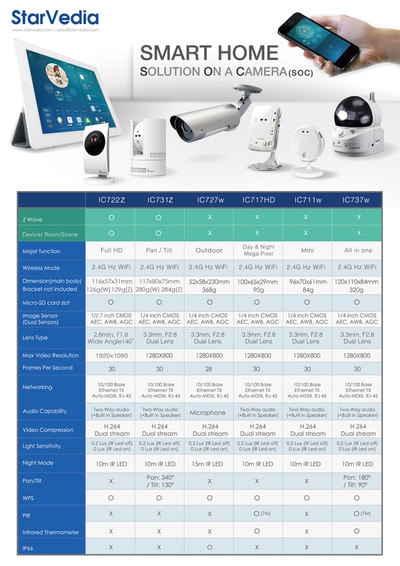 StarVedia
www.starvedia.com / sales@starvedia.com
SMART HOME
SOLUTION ON A CAMERA(SOC)
IC722Z IC731Z IC727w IC717HD IC711w IC737w
Z Wave O O X X X X
Device/ Room/Scene O O X X X X
Major function Full HD Pan / Tilt Outdoor Day & Night Mega Pixel Mini All in one
Wireless Mode 2.4G Hz WiFi 2.4G Hz WiFi 2.4G Hz WiFi 2.4G Hz WiFi 2.4G Hz WiFi 2.4G Hz WiFi
Dimension(main body) 116x57x31mm 117x80x75mm 52x58x230mm 100x65x29mm 96x70x61mm 120x110x84mm
Bracket not included 124g(W) 129g(Z) 280g(W) 284g(Z) 368g 90g 84g 320g
Micro-SD card slot O O O O O O
Image Sensor 1/2.7 inch CMOS 1/4 inch CMOS 1/4 inch CMOS 1/4 inch CMOS 1/4 inch CMOS 1/4 inch CMOS
(Dual Sensors) AEC, AWB, AGC AEC, AWB, AGC AEC, AWB, AGC AEC, AWB, AGC AEC, AWB, AGC AEC, AWB, AGC
Lens Type 2.8mm, F1.8 3.3mm, F2.8 3.3mm, F2.8 3.3mm, F2.8 3.3mm, F2.8 3.3mm, F2.8
Dual Lens Dual Lens Dual Lens Dual Lens Dual Lens
Max Video Resolution 1920x1080 1280X800 1280X800 1280X800 1280X800 1280X800
Frames Per Second 30 30 28 30 30 30
Networking 10/100 Base 10/100 Base 10/100 Base 10/100 Base 10/100 Base 10/100 Base
Ethernet TX Ethernet TX Ethernet TX Ethernet TX Ethernet TX Ethernet TX
Auto-MDIX, RJ-45 Auto-MDIX, RJ-45 Auto-MDIX, RJ-45 Auto-MDIX, RJ-45 Auto-MDIX, RJ-45 Auto-MDIX, RJ-45
Audio Capability Two-Way audio Two-Way audio Microphone Two-Way audio Two-Way audio Two-Way audio
(+Built in Speaker) (+Built in Speaker) (+Built in Speaker) (+Built in Speaker) (+Built in Speaker)
Video Compression H.264 H.264 H.264 H.264 H.264 H.264
Dual stream Dual stream Dual stream Dual stream Dual stream Dual stream
Light Sensitivity 0.2 Lux (IR Led off) 0.2 Lux (IR Led off) 0.2 Lux (IR Led off) 0.2 Lux (IR Led off) 0.2 Lux (IR Led off) 0.2 Lux (IR Led off)
0 Lux (IR Led on) 0 Lux (IR Led on) 0 Lux (IR Led on) 0 Lux (IR Led on) 0 Lux (IR Led on) 0 Lux (IR Led on)
Night Mode 10m IR LED 10m IR LED 15m IR LED 10m IR LED 10m IR LED 10m IR LED
Pan/Tilt X Pan: 340° / Tilt: 130° X X X Pan: 180° / Tilt: 90°
WPS O O O O O O
PIR X X X O (7M) X O (7M)
Infrared Thermometer X X X O X O
IP66 X X O X X X